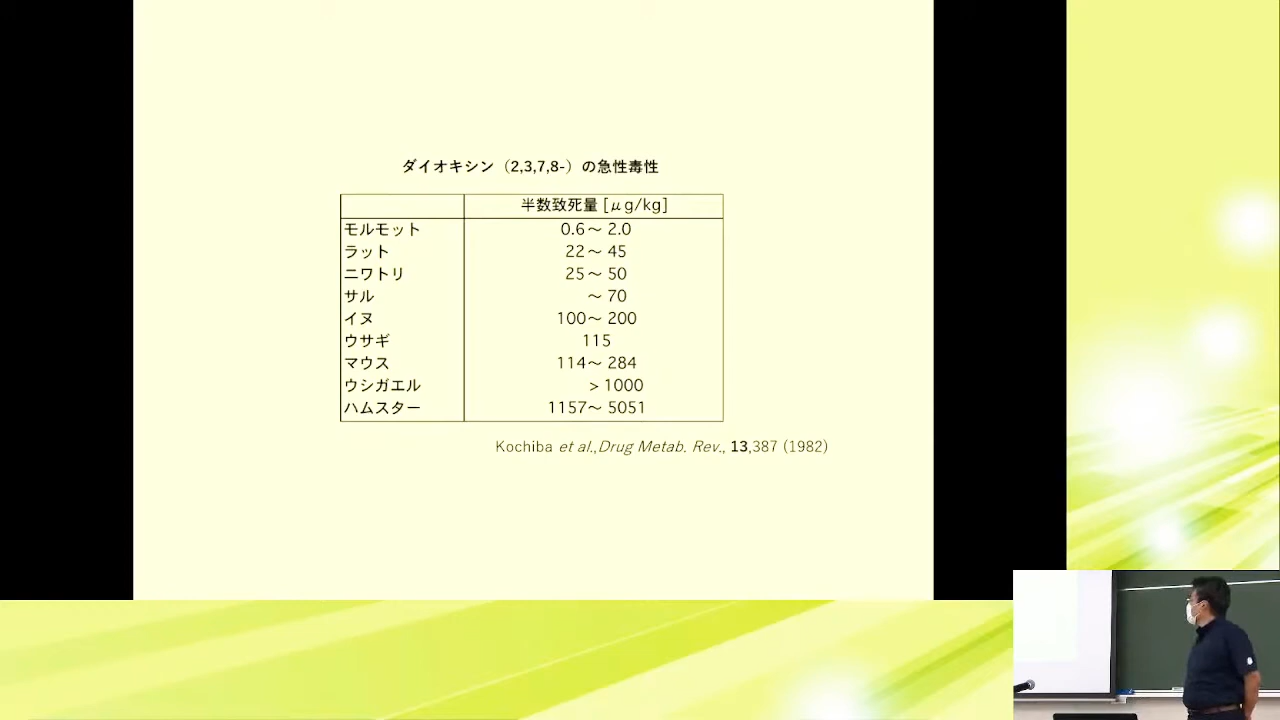 ダイオキシン（2,3,7,8-）の急性毒性
半数致死量 [μg/kg]
モルモット 0.6〜 2.0
ラット 22〜 45
ニワトリ 25〜 50
サル 〜 70
イヌ 100〜 200
ウサギ 115
マウス 114〜 284
ウシガエル > 1000
ハムスター 1157〜 5051
Kochiba et al.,Drug Metab. Rev., 13,387 (1982)